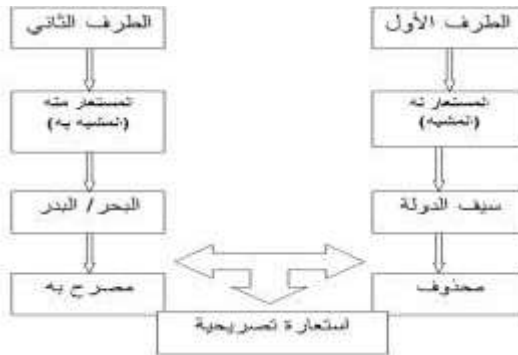 الطرف الأول
الطرف الثاني
المستعار له
(المشبه)
المستعار منه
(المشبه به)
سيف الدولة
البحر/ البدر
محذوف
مصرح به
استعارة تصريحية